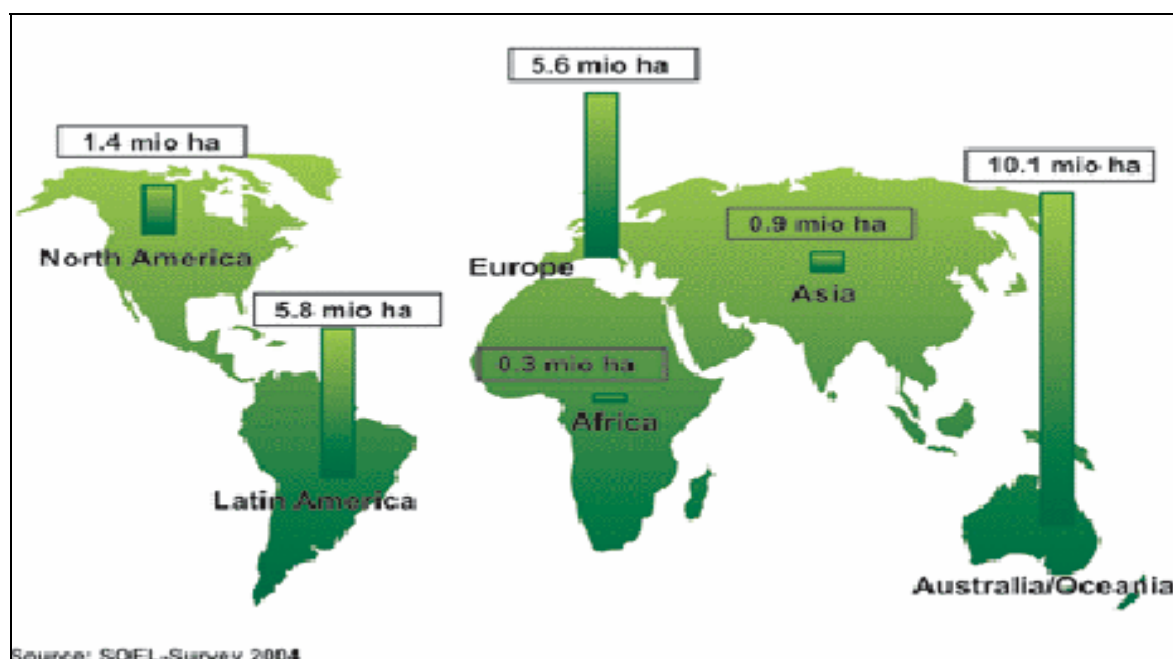 5.6 mio ha
1.4 mio ha
10.1 mio ha
0.9 mio ha
North America
Europe
Asia
5.8 mio ha
0.3 mio ha
Africa
Latin America
Australia/Oceania
Source: SOEL-Survey 2004